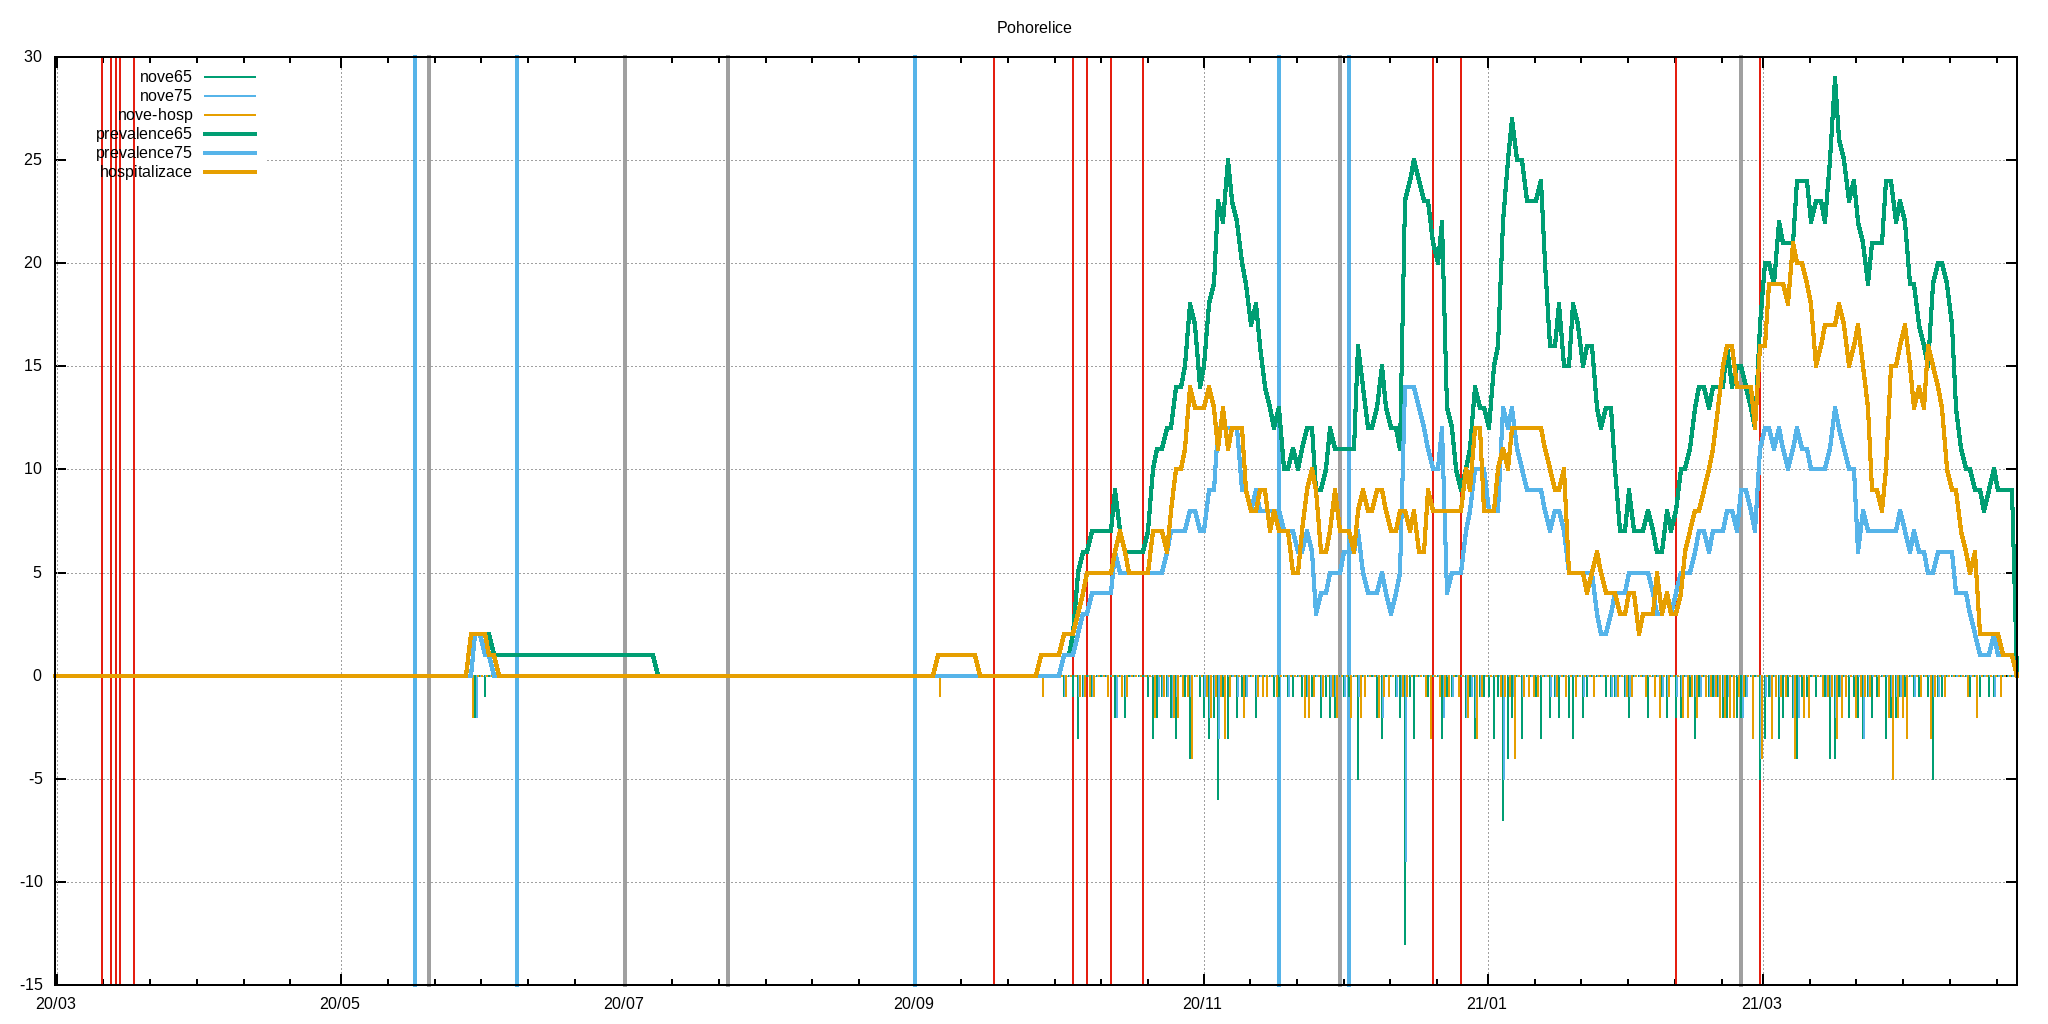 Pohorelice
30
25
20
15
10
5
0
-5
-10
-15
nove65
nove75
nove-hosp
prevalence65
prevalence75
hospitalizace
20/03 20/05 20/07 20/09 20/11 21/01 21/03